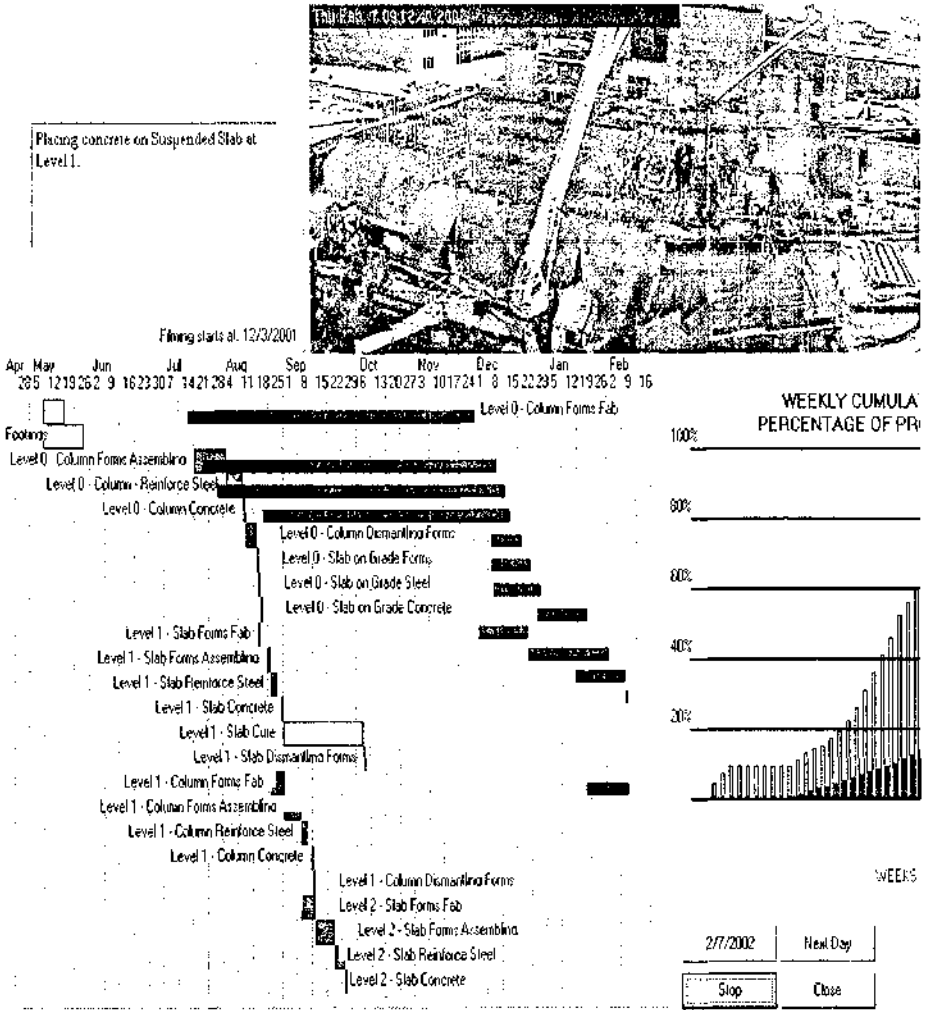 Placing concrete on Suspended Slab at
Level 1.
Filming starts at: 12/3/2001
Apr May Jun Jul Aug Sep Oct Nov Dec Jan Feb
WEEKLY CUMULA
PERCENTAGE OF PR
Level 0 - Column Forms Fab
Footings
Level 0 - Column Forms Assembling
Level 0 - Column - Reinforce Steel
Level 0 - Column Concrete
Level 0 - Column Dismantling Forms
Level 0 - Slab on Grade Forms
Level 0 - Slab on Grade Steel
Level 0 - Slab on Grade Concrete
Level 1 - Slab Forms Fab
Level 1 - Slab Forms Assembling
Level 1 - Slab Reinforce Steel
Level 1 - Slab Concrete
Level 1 - Slab Cure
Level 1 - Slab Dismantling Forms
Level 1 - Column Forms Fab
Level 1 - Column Forms Assembling
Level 1 - Column Reinforce Steel
Level 1 - Column Concrete
Level 1 - Column Dismantling Forms
Level 2 - Slab Forms Fab
Level 2 - Slab Forms Assembling
Level 2 - Slab Reinforce Steel
Level 2 - Slab Concrete
100%
80%
60%
40%
20%
WEEKS
2/7/2002 Next Day
Stop Close